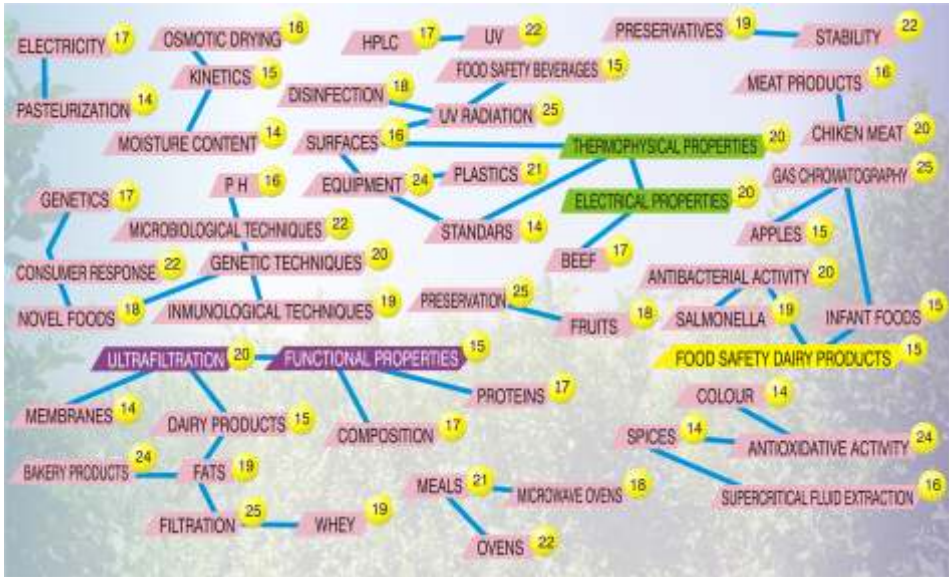 ELECTRICITY 17
OSMOTIC DRYING 16
HPLC 17
UV 22
PRESERVATIVES 19
STABILITY 22
KINETICS 15
FOOD SAFETY BEVERAGES 15
MEAT PRODUCTS 16
PASTEURIZATION 14
DISINFECTION 18
UV RADIATION 25
MOISTURE CONTENT 14
SURFACES 16
THERMOPHYSICAL PROPERTIES 20
CHIKEN MEAT 20
GENETICS 17
P H 16
EQUIPMENT 24
PLASTICS 21
ELECTRICAL PROPERTIES 20
GAS CHROMATOGRAPHY 25
MICROBIOLOGICAL TECHNIQUES 22
STANDARS 14
APPLES 15
CONSUMER RESPONSE 22
GENETIC TECHNIQUES 20
BEEF 17
ANTIBACTERIAL ACTIVITY 20
NOVEL FOODS 18
INMUNOLOGICAL TECHNIQUES 19
PRESERVATION 25
FRUITS 18
SALMONELLA 19
INFANT FOODS 15
ULTRAFILTRATION 20
FUNCTIONAL PROPERTIES 15
FOOD SAFETY DAIRY PRODUCTS 15
MEMBRANES 14
DAIRY PRODUCTS 15
PROTEINS 17
COLOUR 14
COMPOSITION 17
SPICES 14
ANTIOXIDATIVE ACTIVITY 24
BAKERY PRODUCTS 24
FATS 19
MEALS 21
MICROWAVE OVENS 18
SUPERCRITICAL FLUID EXTRACTION 16
FILTRATION 25
WHEY 19
OVENS 22